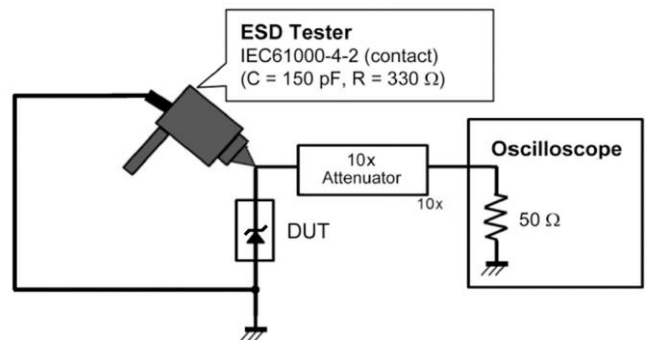 ESD Tester
IEC61000-4-2 (contact)
(C = 150 pF, R = 330 Ω)
10x
Attenuator
10x
Oscilloscope
50 Ω
DUT